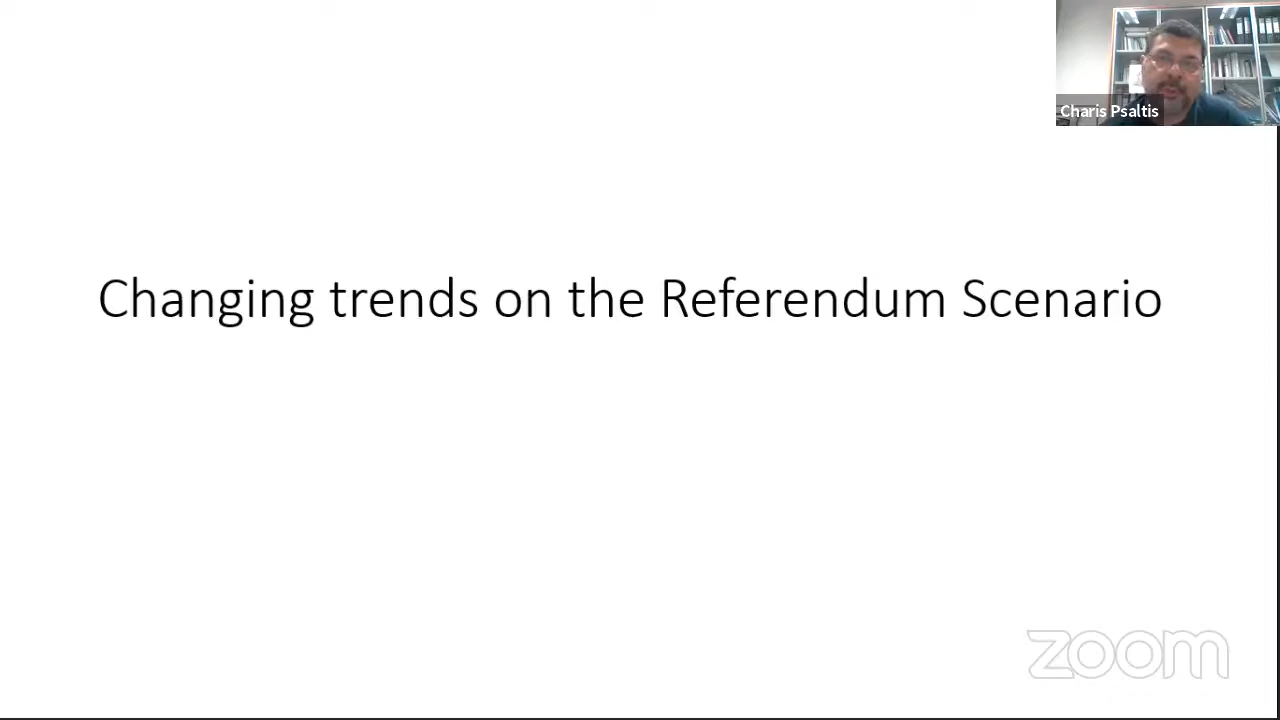 Charis Psaltis
Changing trends on the Referendum Scenario
zoom